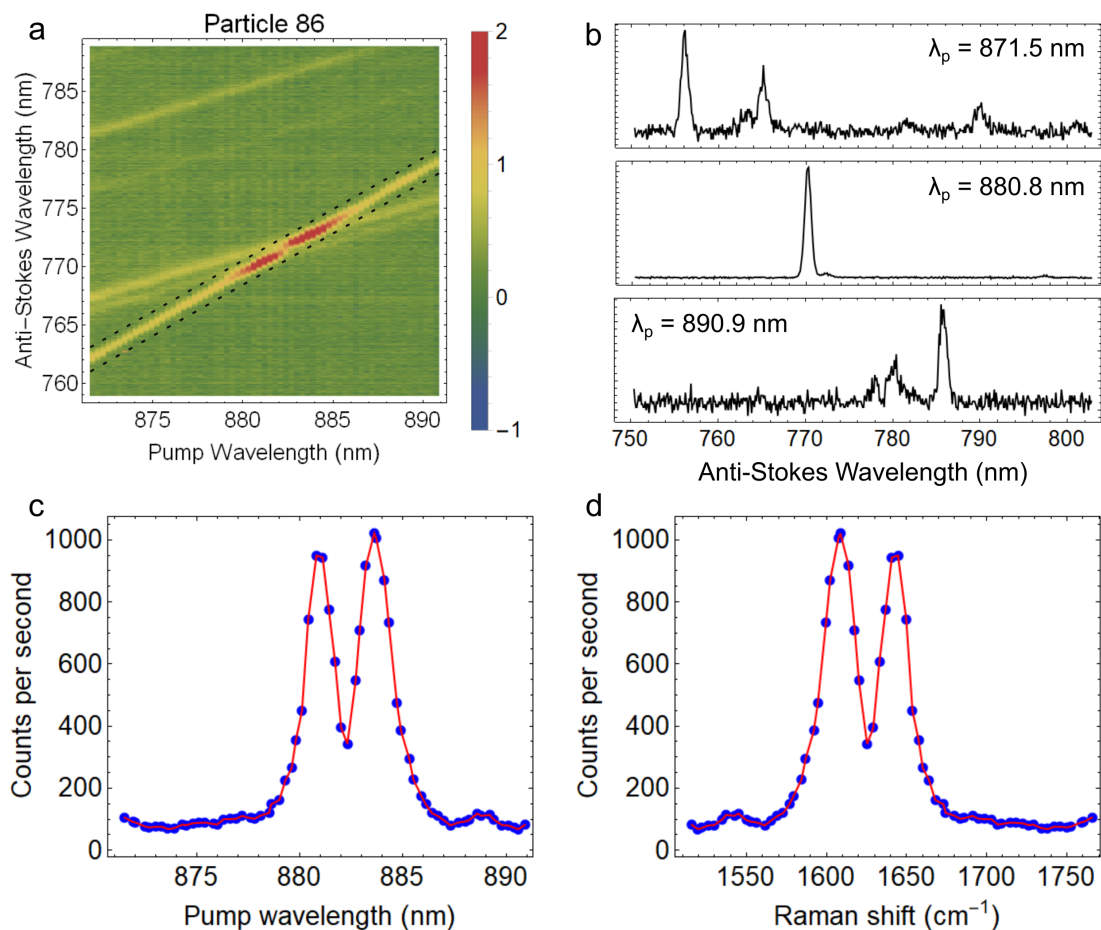 a
Particle 86
Anti-Stokes Wavelength (nm)
785
780
775
770
765
760
875
880
885
890
Pump Wavelength (nm)
2
1
0
−1
b
λp = 871.5 nm
λp = 880.8 nm
λp = 890.9 nm
750
760
770
780
790
800
Anti-Stokes Wavelength (nm)
c
Counts per second
1000
800
600
400
200
0
875
880
885
890
Pump wavelength (nm)
d
Counts per second
1000
800
600
400
200
0
1550
1600
1650
1700
1750
Raman shift (cm⁻¹)